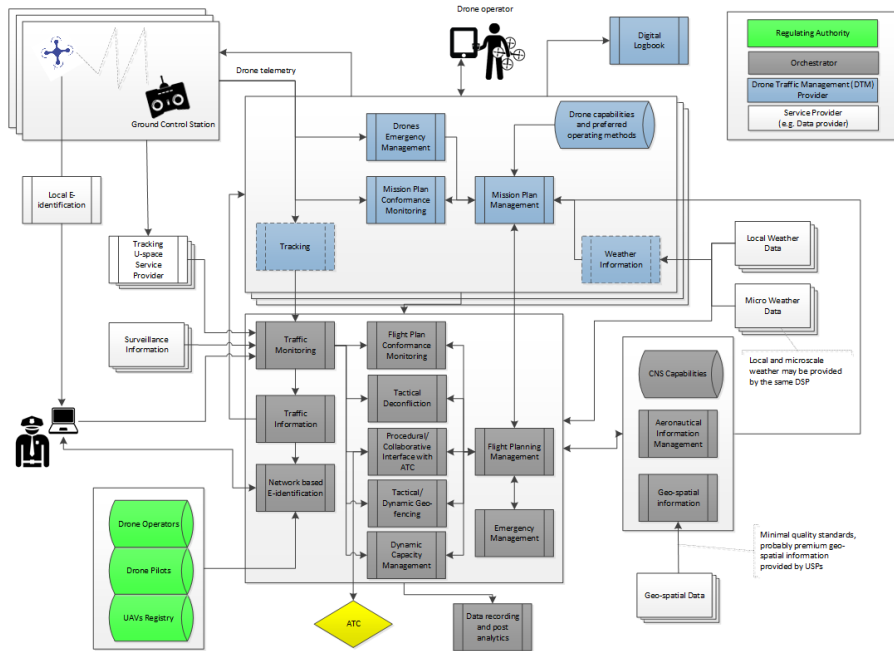 Drone operator
Digital
Logbook
Regulating Authority
Orchestrator
Drone Traffic Management (DTM)
Provider
Service Provider
(e.g. Data provider)
Drone telemetry
Ground Control Station
Drones
Emergency
Management
Drone capabilities
and preferred
operating methods
Mission Plan
Conformance
Monitoring
Mission Plan
Management
Local E-
identification
Tracking
U-space
Service
Provider
Tracking
Weather
Information
Local Weather
Data
Micro Weather
Data
Surveillance
Information
Traffic
Monitoring
Flight Plan
Conformance
Monitoring
Local and microscale
weather may be provided
by the same DSP
CNS Capabilities
Tactical
Deconfliction
Traffic
Information
Aeronautical
Information
Management
Procedural/
Collaborative
Interface with
ATC
Flight Planning
Management
Network based
E-identification
Tactical/
Dynamic Geo-
fencing
Geo-spatial
information
Drone Operators
Emergency
Management
Minimal quality standards,
probably premium geo-
spatial information
provided by USPs
Dynamic
Capacity
Management
Drone Pilots
Geo-spatial Data
UAVs Registry
ATC
Data recording
and post
analytics